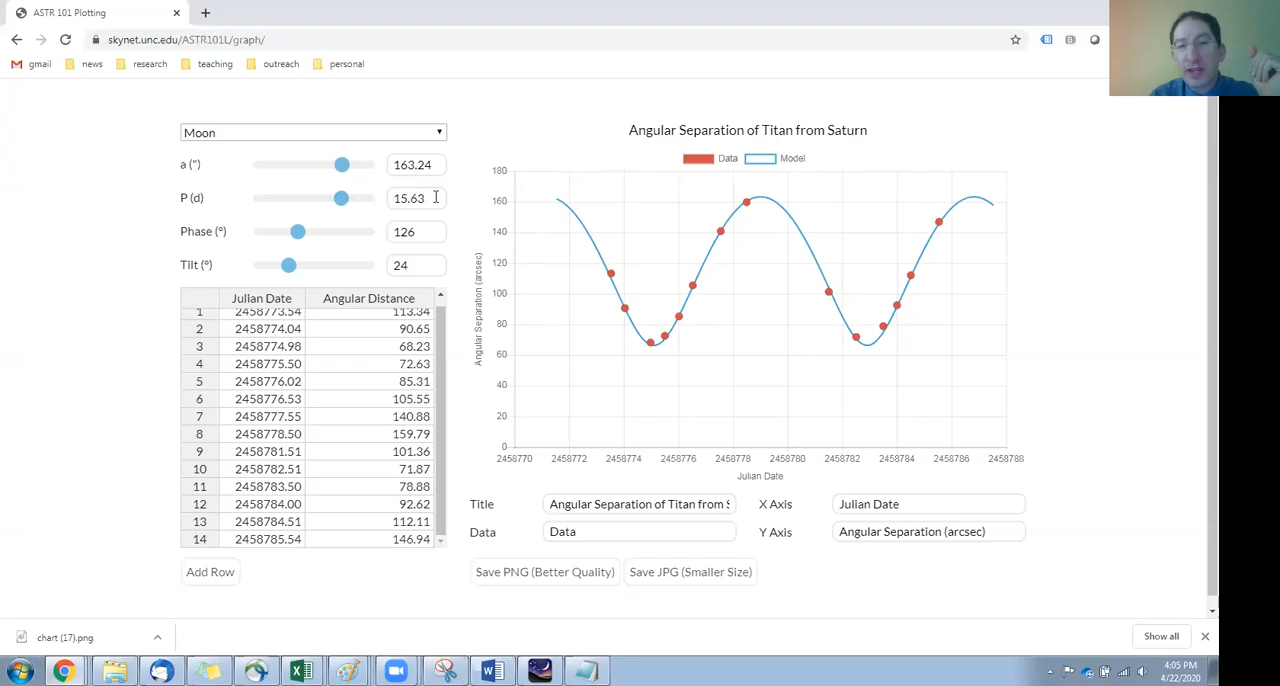 ASTR 101 Plotting
skynet.unc.edu/ASTR101L/graph/
gmail news research teaching outreach personal
Moon
a (") 163.24
P (d) 15.63
Phase (º) 126
Tilt (º) 24
Julian Date Angular Distance
1 2458773.54 113.34
2 2458774.04 90.65
3 2458774.98 68.23
4 2458775.50 72.63
5 2458776.02 85.31
6 2458776.53 105.55
7 2458777.55 140.88
8 2458778.50 159.79
9 2458781.51 101.36
10 2458782.51 71.87
11 2458783.50 78.88
12 2458784.00 92.62
13 2458784.51 112.11
14 2458785.54 146.94
Add Row
Angular Separation of Titan from Saturn
Data Model
180
160
140
120
100
80
60
40
20
0
Angular Separation (arcsec)
2458770 2458772 2458774 2458776 2458778 2458780 2458782 2458784 2458786 2458788
Julian Date
Title Angular Separation of Titan from S X Axis Julian Date
Data Data Y Axis Angular Separation (arcsec)
Save PNG (Better Quality) Save JPG (Smaller Size)
chart (17).png
Show all
4:05 PM
4/22/2020